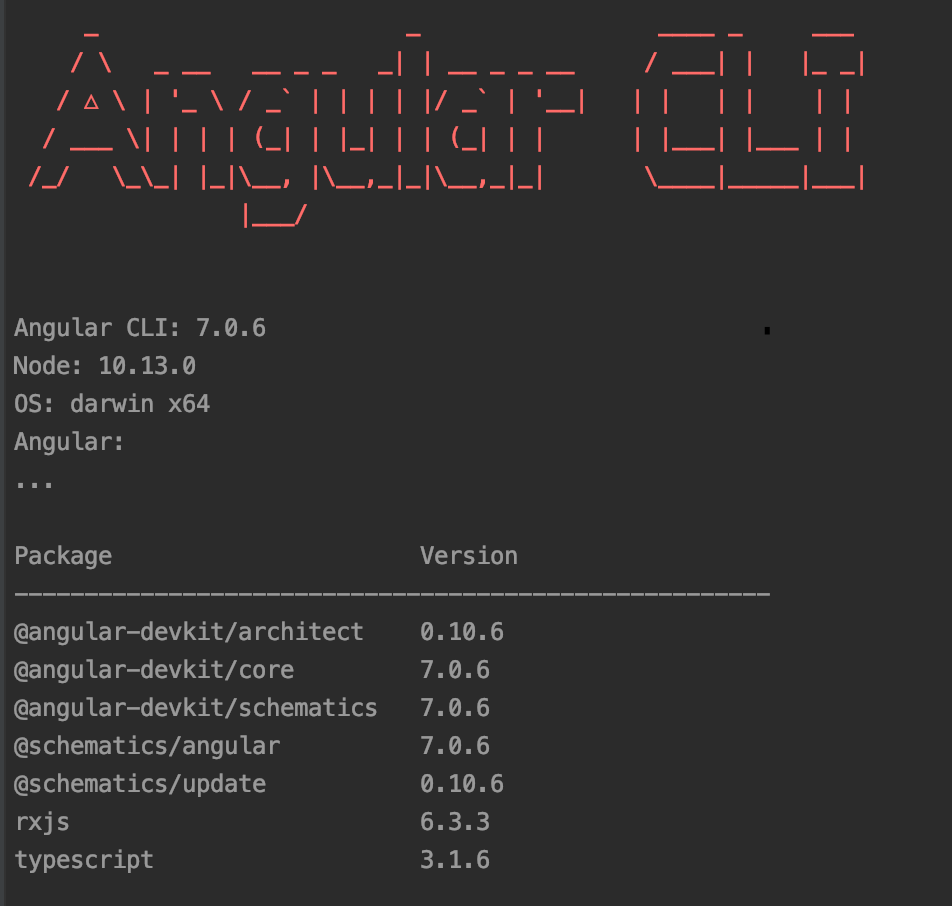 Angular CLI
Angular CLI: 7.0.6
Node: 10.13.0
OS: darwin x64
Angular:
...
Package Version
------------------------------------------------------
@angular-devkit/architect 0.10.6
@angular-devkit/core 7.0.6
@angular-devkit/schematics 7.0.6
@schematics/angular 7.0.6
@schematics/update 0.10.6
rxjs 6.3.3
typescript 3.1.6